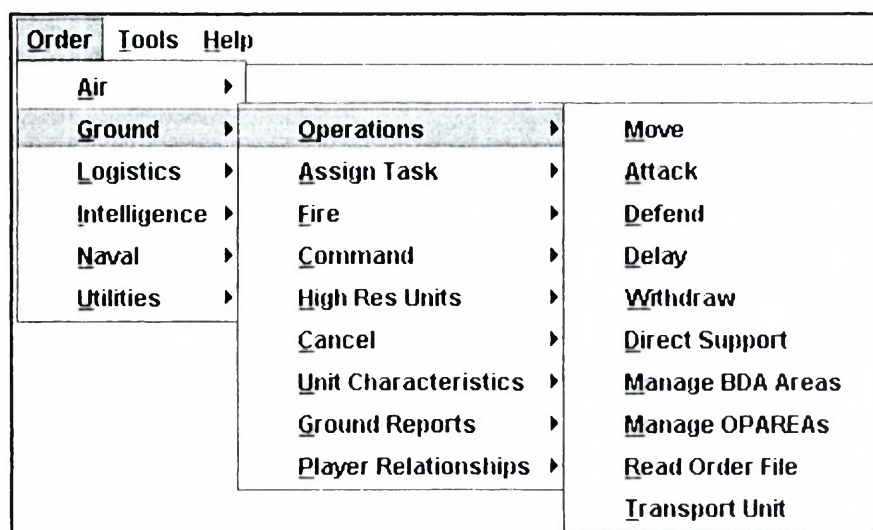 Order Tools Help
Air
Ground
Logistics
Intelligence
Naval
Utilities
Operations
Assign Task
Fire
Command
High Res Units
Cancel
Unit Characteristics
Ground Reports
Player Relationships
Move
Attack
Defend
Delay
Withdraw
Direct Support
Manage BDA Areas
Manage OPAREAs
Read Order File
Transport Unit